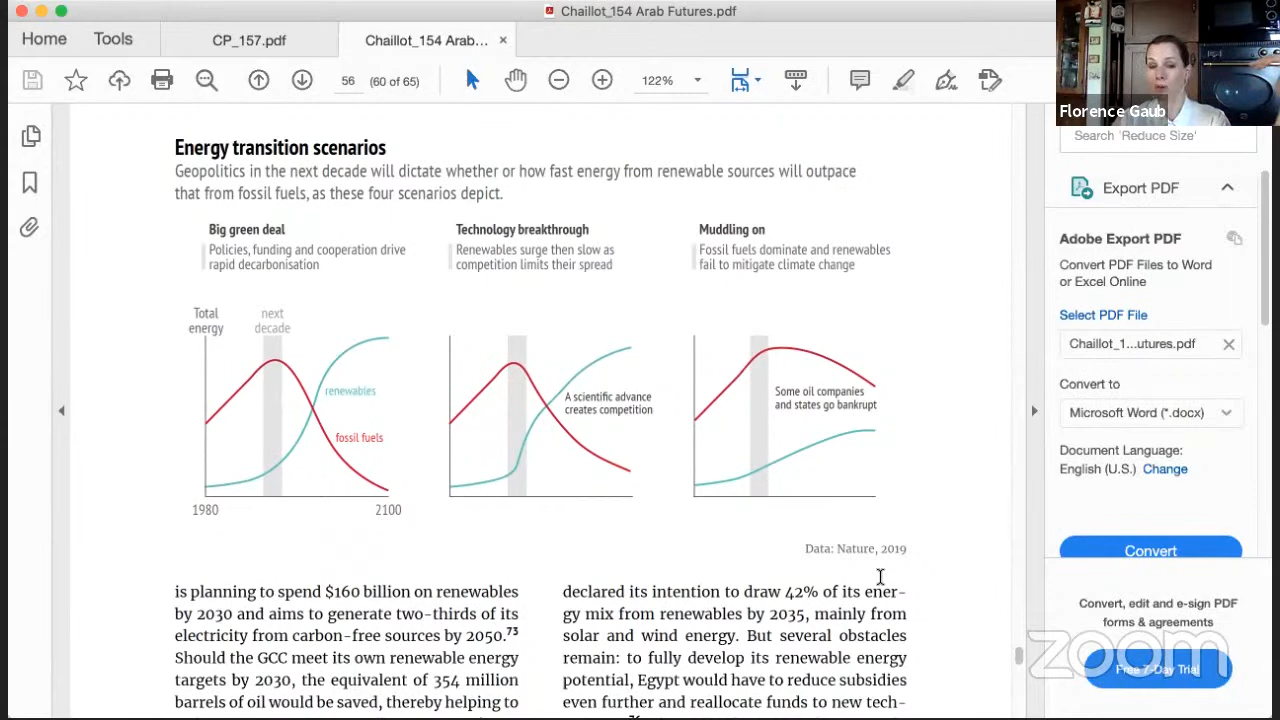 Chaillot_154 Arab Futures.pdf
Home
Tools
CP_157.pdf
Chaillot_154 Arab...
×
56
(60 of 65)
122%
Florence Gaub
Search 'Reduce Size'
Export PDF
Adobe Export PDF
Convert PDF Files to Word
or Excel Online
Select PDF File
Chaillot_1...utures.pdf
Convert to
Microsoft Word (*.docx)
Document Language:
English (U.S.) Change
Convert
Convert, edit and e-sign PDF
forms & agreements
Free 7-Day Trial
zoom
Energy transition scenarios
Geopolitics in the next decade will dictate whether or how fast energy from renewable sources will outpace
that from fossil fuels, as these four scenarios depict.
Big green deal
Policies, funding and cooperation drive
rapid decarbonisation
Technology breakthrough
Renewables surge then slow as
competition limits their spread
Muddling on
Fossil fuels dominate and renewables
fail to mitigate climate change
Total
energy
next
decade
renewables
fossil fuels
1980
2100
A scientific advance
creates competition
Some oil companies
and states go bankrupt
Data: Nature, 2019
is planning to spend $160 billion on renewables
by 2030 and aims to generate two-thirds of its
electricity from carbon-free sources by 2050.73
Should the GCC meet its own renewable energy
targets by 2030, the equivalent of 354 million
barrels of oil would be saved, thereby helping to
declared its intention to draw 42% of its ener-
gy mix from renewables by 2035, mainly from
solar and wind energy. But several obstacles
remain: to fully develop its renewable energy
potential, Egypt would have to reduce subsidies
even further and reallocate funds to new tech-